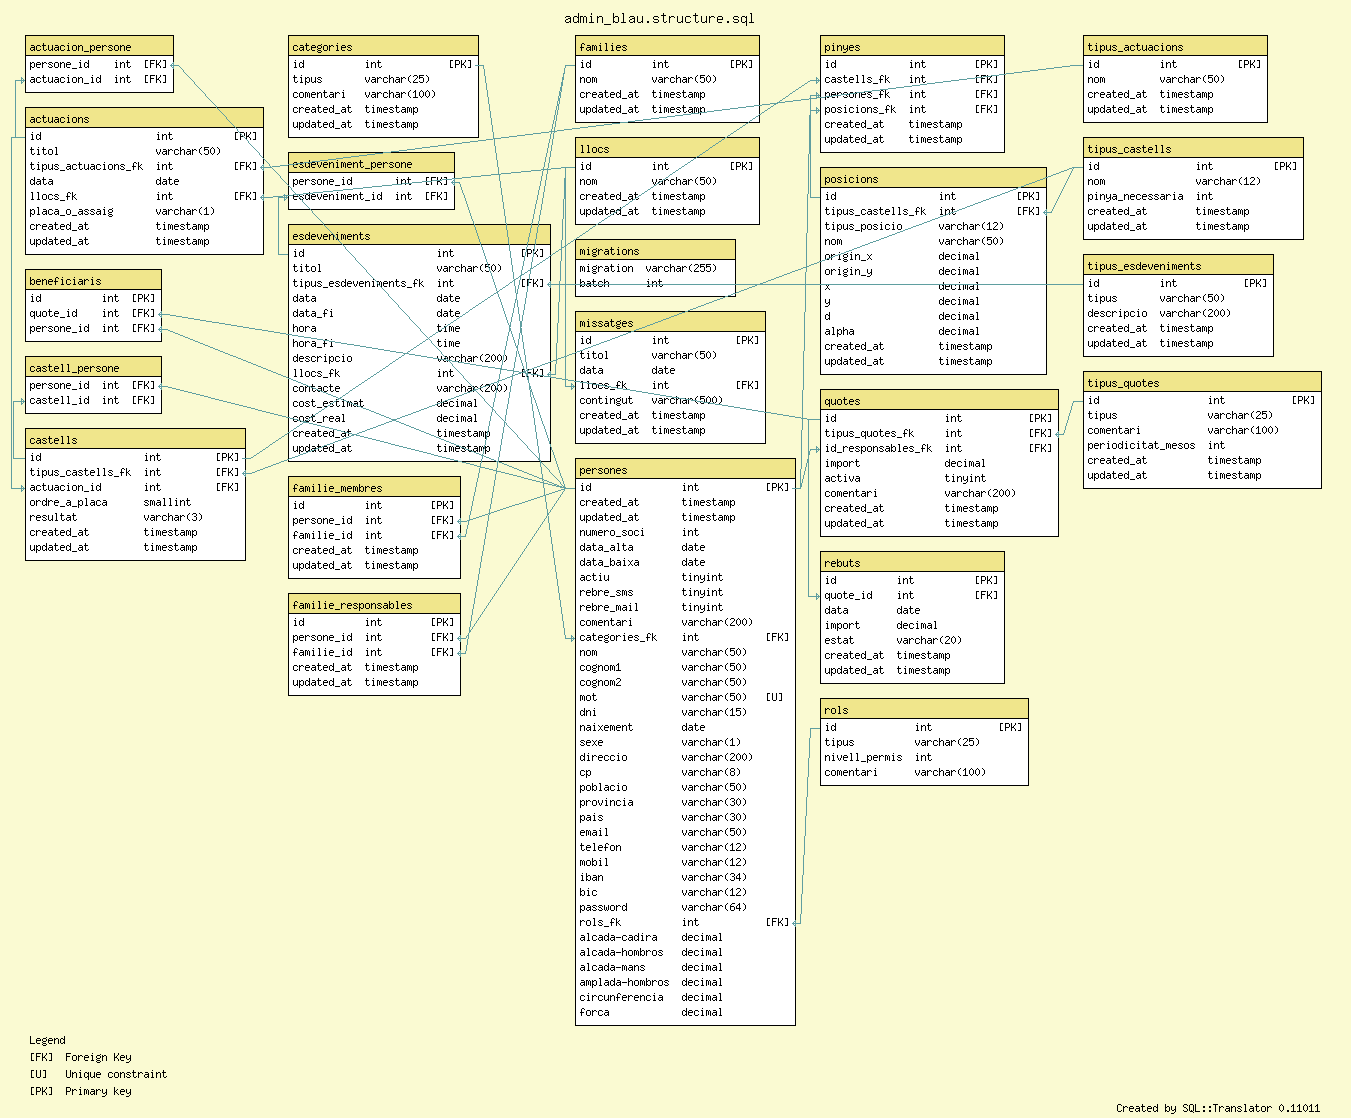 admin_blau.structure.sql
actuacion_persone
persone_id int [FK]
actuacion_id int [FK]
actuacions
id int [PK]
titol varchar(50)
tipus_actuacions_fk int [FK]
data date
llocs_fk int [FK]
placa_o_assaig varchar(1)
created_at timestamp
updated_at timestamp
beneficiaris
id int [PK]
quote_id int [FK]
persone_id int [FK]
castell_persone
persone_id int [FK]
castell_id int [FK]
castells
id int [PK]
tipus_castells_fk int [FK]
actuacion_id int [FK]
ordre_a_placa smallint
resultat varchar(3)
created_at timestamp
updated_at timestamp
categories
id int [PK]
tipus varchar(25)
comentari varchar(100)
created_at timestamp
updated_at timestamp
esdeveniment_persone
persone_id int [FK]
esdeveniment_id int [FK]
esdeveniments
id int [PK]
titol varchar(50)
tipus_esdeveniments_fk int [FK]
data date
data_fi date
hora time
hora_fi time
descripcio varchar(200)
llocs_fk int [FK]
contacte varchar(200)
cost_estimat decimal
cost_real decimal
created_at timestamp
updated_at timestamp
familie_membres
id int [PK]
persone_id int [FK]
familie_id int [FK]
created_at timestamp
updated_at timestamp
familie_responsables
id int [PK]
persone_id int [FK]
familie_id int [FK]
created_at timestamp
updated_at timestamp
families
id int [PK]
nom varchar(50)
created_at timestamp
updated_at timestamp
llocs
id int [PK]
nom varchar(50)
created_at timestamp
updated_at timestamp
migrations
migration varchar(255)
batch int
missatges
id int [PK]
titol varchar(50)
data date
llocs_fk int [FK]
contingut varchar(500)
created_at timestamp
updated_at timestamp
persones
id int [PK]
created_at timestamp
updated_at timestamp
numero_soci int
data_alta date
data_baixa date
actiu tinyint
rebre_sms tinyint
rebre_mail tinyint
comentari varchar(200)
categories_fk int [FK]
nom varchar(50)
cognom1 varchar(50)
cognom2 varchar(50)
mot varchar(50) [U]
dni varchar(15)
naixement date
sexe varchar(1)
direccio varchar(200)
cp varchar(8)
poblacio varchar(50)
provincia varchar(30)
pais varchar(30)
email varchar(50)
telefon varchar(12)
mobil varchar(12)
iban varchar(34)
bic varchar(12)
password varchar(64)
rols_fk int [FK]
alcada-cadira decimal
alcada-hombros decimal
alcada-mans decimal
amplada-hombros decimal
circunferencia decimal
forca decimal
pinyes
id int [PK]
castells_fk int [FK]
persones_fk int [FK]
posicions_fk int [FK]
created_at timestamp
updated_at timestamp
posicions
id int [PK]
tipus_castells_fk int [FK]
tipus_posicio varchar(12)
nom varchar(50)
origin_x decimal
origin_y decimal
x decimal
y decimal
d decimal
alpha decimal
created_at timestamp
updated_at timestamp
quotes
id int [PK]
tipus_quotes_fk int [FK]
id_responsables_fk int [FK]
import decimal
activa tinyint
comentari varchar(200)
created_at timestamp
updated_at timestamp
rebuts
id int [PK]
quote_id int [FK]
data date
import decimal
estat varchar(20)
created_at timestamp
updated_at timestamp
rols
id int [PK]
tipus varchar(25)
nivell_permis int
comentari varchar(100)
tipus_actuacions
id int [PK]
nom varchar(50)
created_at timestamp
updated_at timestamp
tipus_castells
id int [PK]
nom varchar(12)
pinya_necessaria int
created_at timestamp
updated_at timestamp
tipus_esdeveniments
id int [PK]
tipus varchar(50)
descripcio varchar(200)
created_at timestamp
updated_at timestamp
tipus_quotes
id int [PK]
tipus varchar(25)
comentari varchar(100)
periodicitat_mesos int
created_at timestamp
updated_at timestamp
Legend
[FK] Foreign Key
[U] Unique constraint
[PK] Primary key
Created by SQL::Translator 0.11011